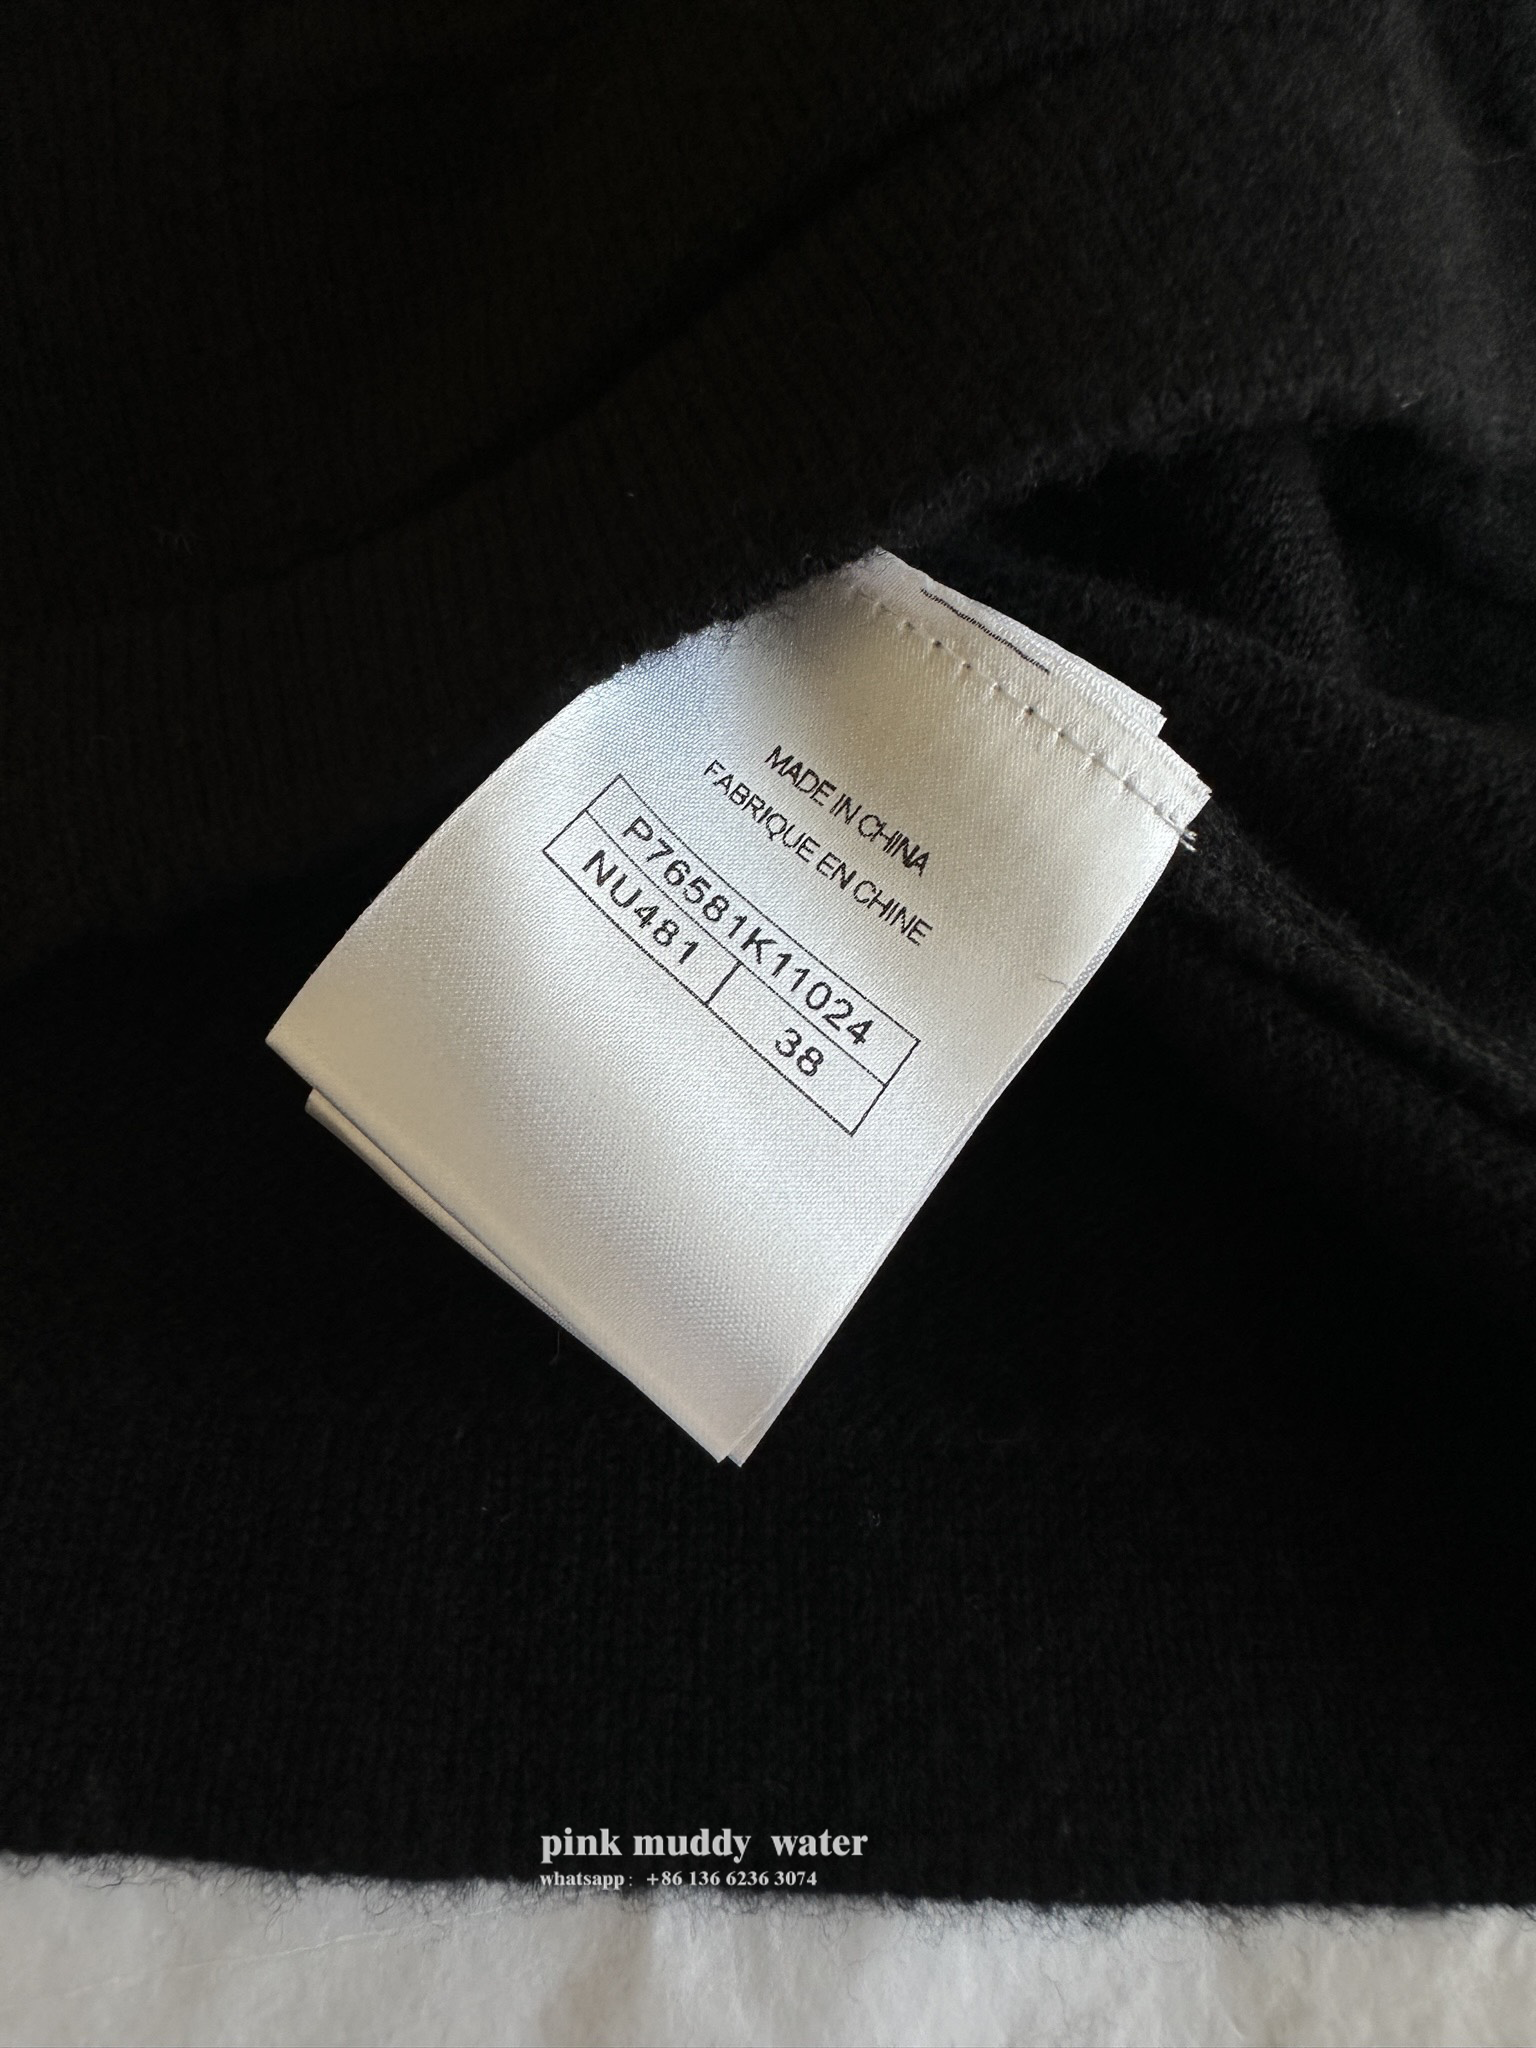 MADE IN CHINA
FABRIQUE EN CHINE
P76581K11024
NU481 38
pink muddy water
whatsapp: +86 136 6236 3074